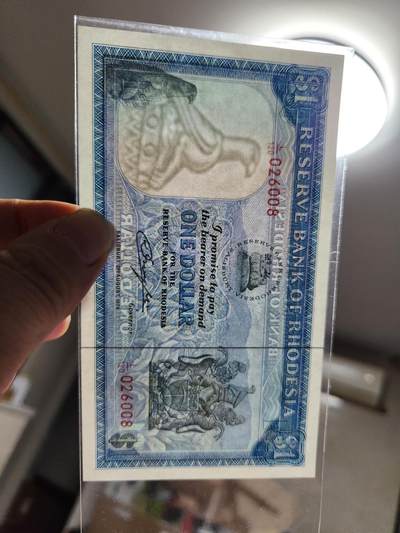 $1
RESERVE BANK OF RHODESIA
$1
026008
I promise to pay
the bearer on demand
ONE DOLLAR
FOR THE
RESERVE BANK OF RHODESIA
Governor
026008